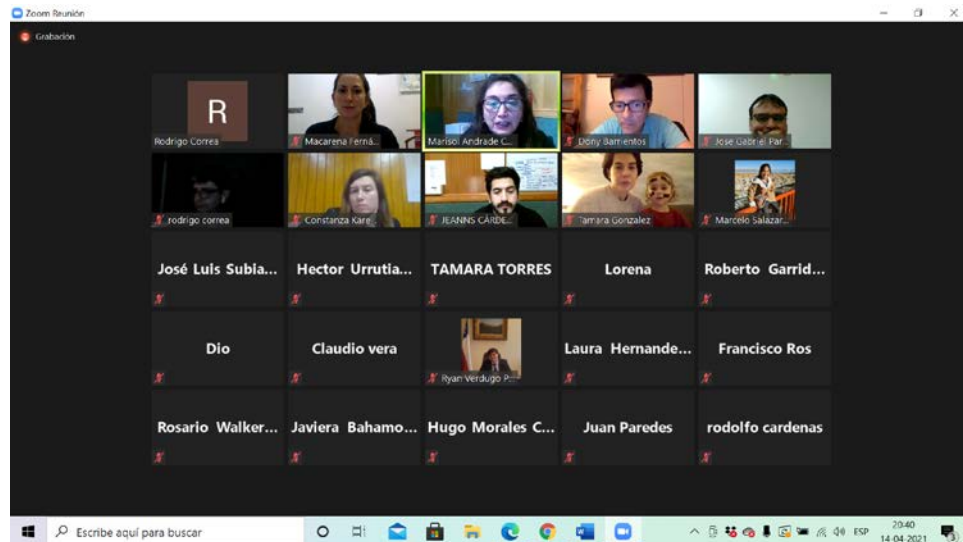 Zoom Reunión
Grabación
R
Rodrigo Correa
Macarena Ferná...
Marisol Andrade C...
Dony Barrientos
Jose Gabriel Par...
rodrigo correa
Constanza Kare...
JEANNS CÁRDE...
Tamara Gonzalez
Marcelo Salazar...
José Luis Subia...
Hector Urrutia...
TAMARA TORRES
Lorena
Roberto Garrid...
Dio
Claudio vera
Ryan Verdugo P...
Laura Hernande...
Francisco Ros
Rosario Walker...
Javiera Bahamo...
Hugo Morales C...
Juan Paredes
rodolfo cardenas
Escribe aquí para buscar
ESP
20:40
14-04-2021